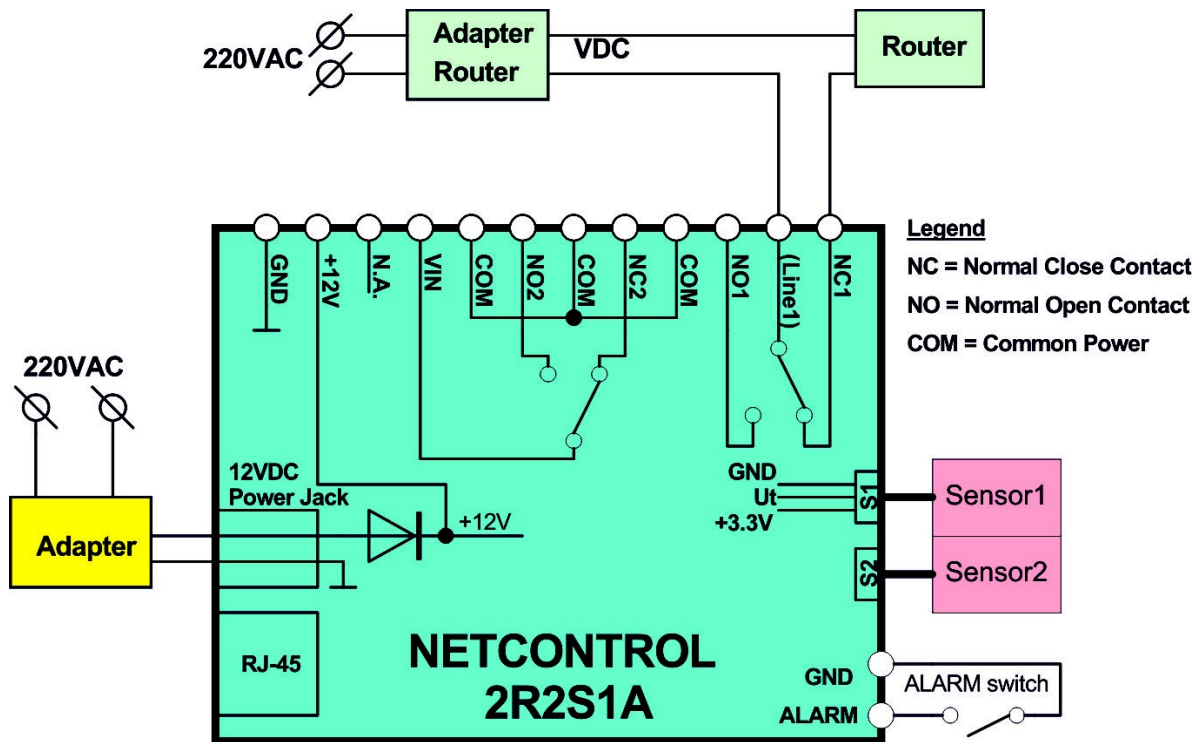 220VAC
Adapter
Router
VDC
Router
GND
+12V
N.A.
VIN
COM
NO2
COM
NC2
COM
NO1
(Line1)
NC1
Legend
NC = Normal Close Contact
NO = Normal Open Contact
COM = Common Power
220VAC
12VDC
Power Jack
+12V
Adapter
GND
Ut
+3.3V
S1
Sensor1
S2
Sensor2
RJ-45
NETCONTROL
2R2S1A
GND
ALARM switch
ALARM